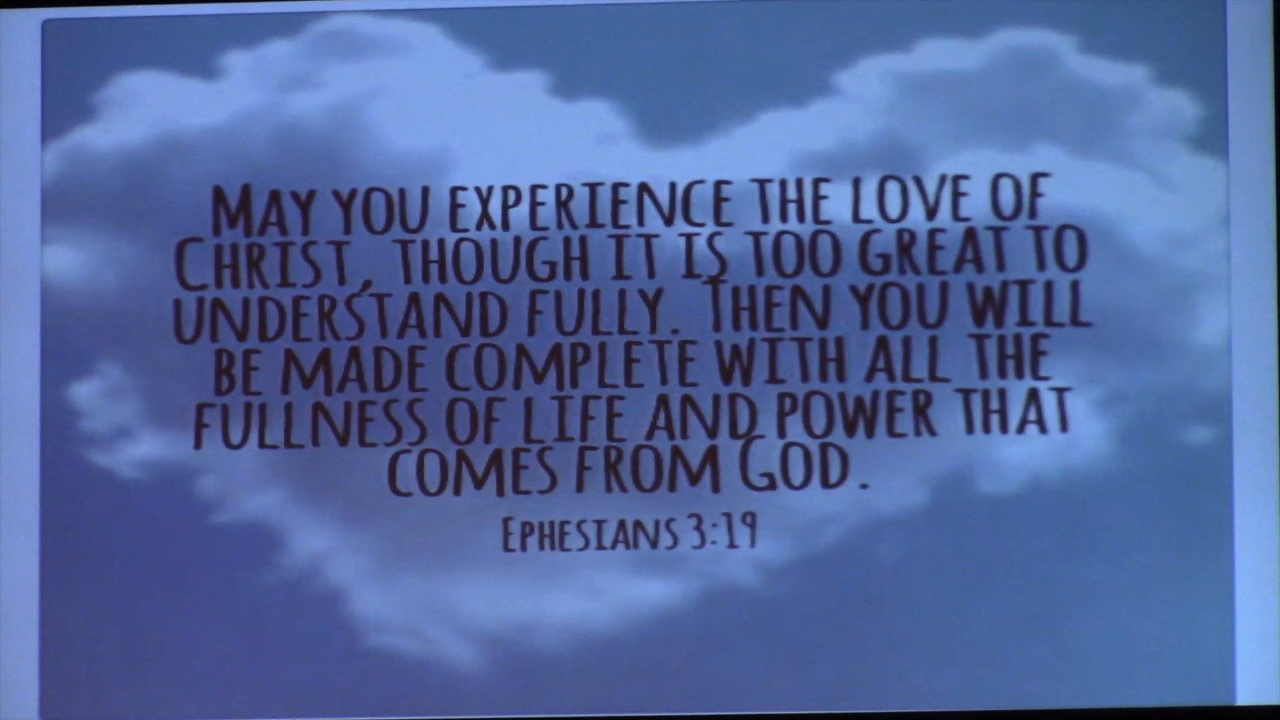 MAY YOU EXPERIENCE THE LOVE OF
CHRIST, THOUGH IT IS TOO GREAT TO
UNDERSTAND FULLY. THEN YOU WILL
BE MADE COMPLETE WITH ALL THE
FULLNESS OF LIFE AND POWER THAT
COMES FROM GOD.
EPHESIANS 3:19